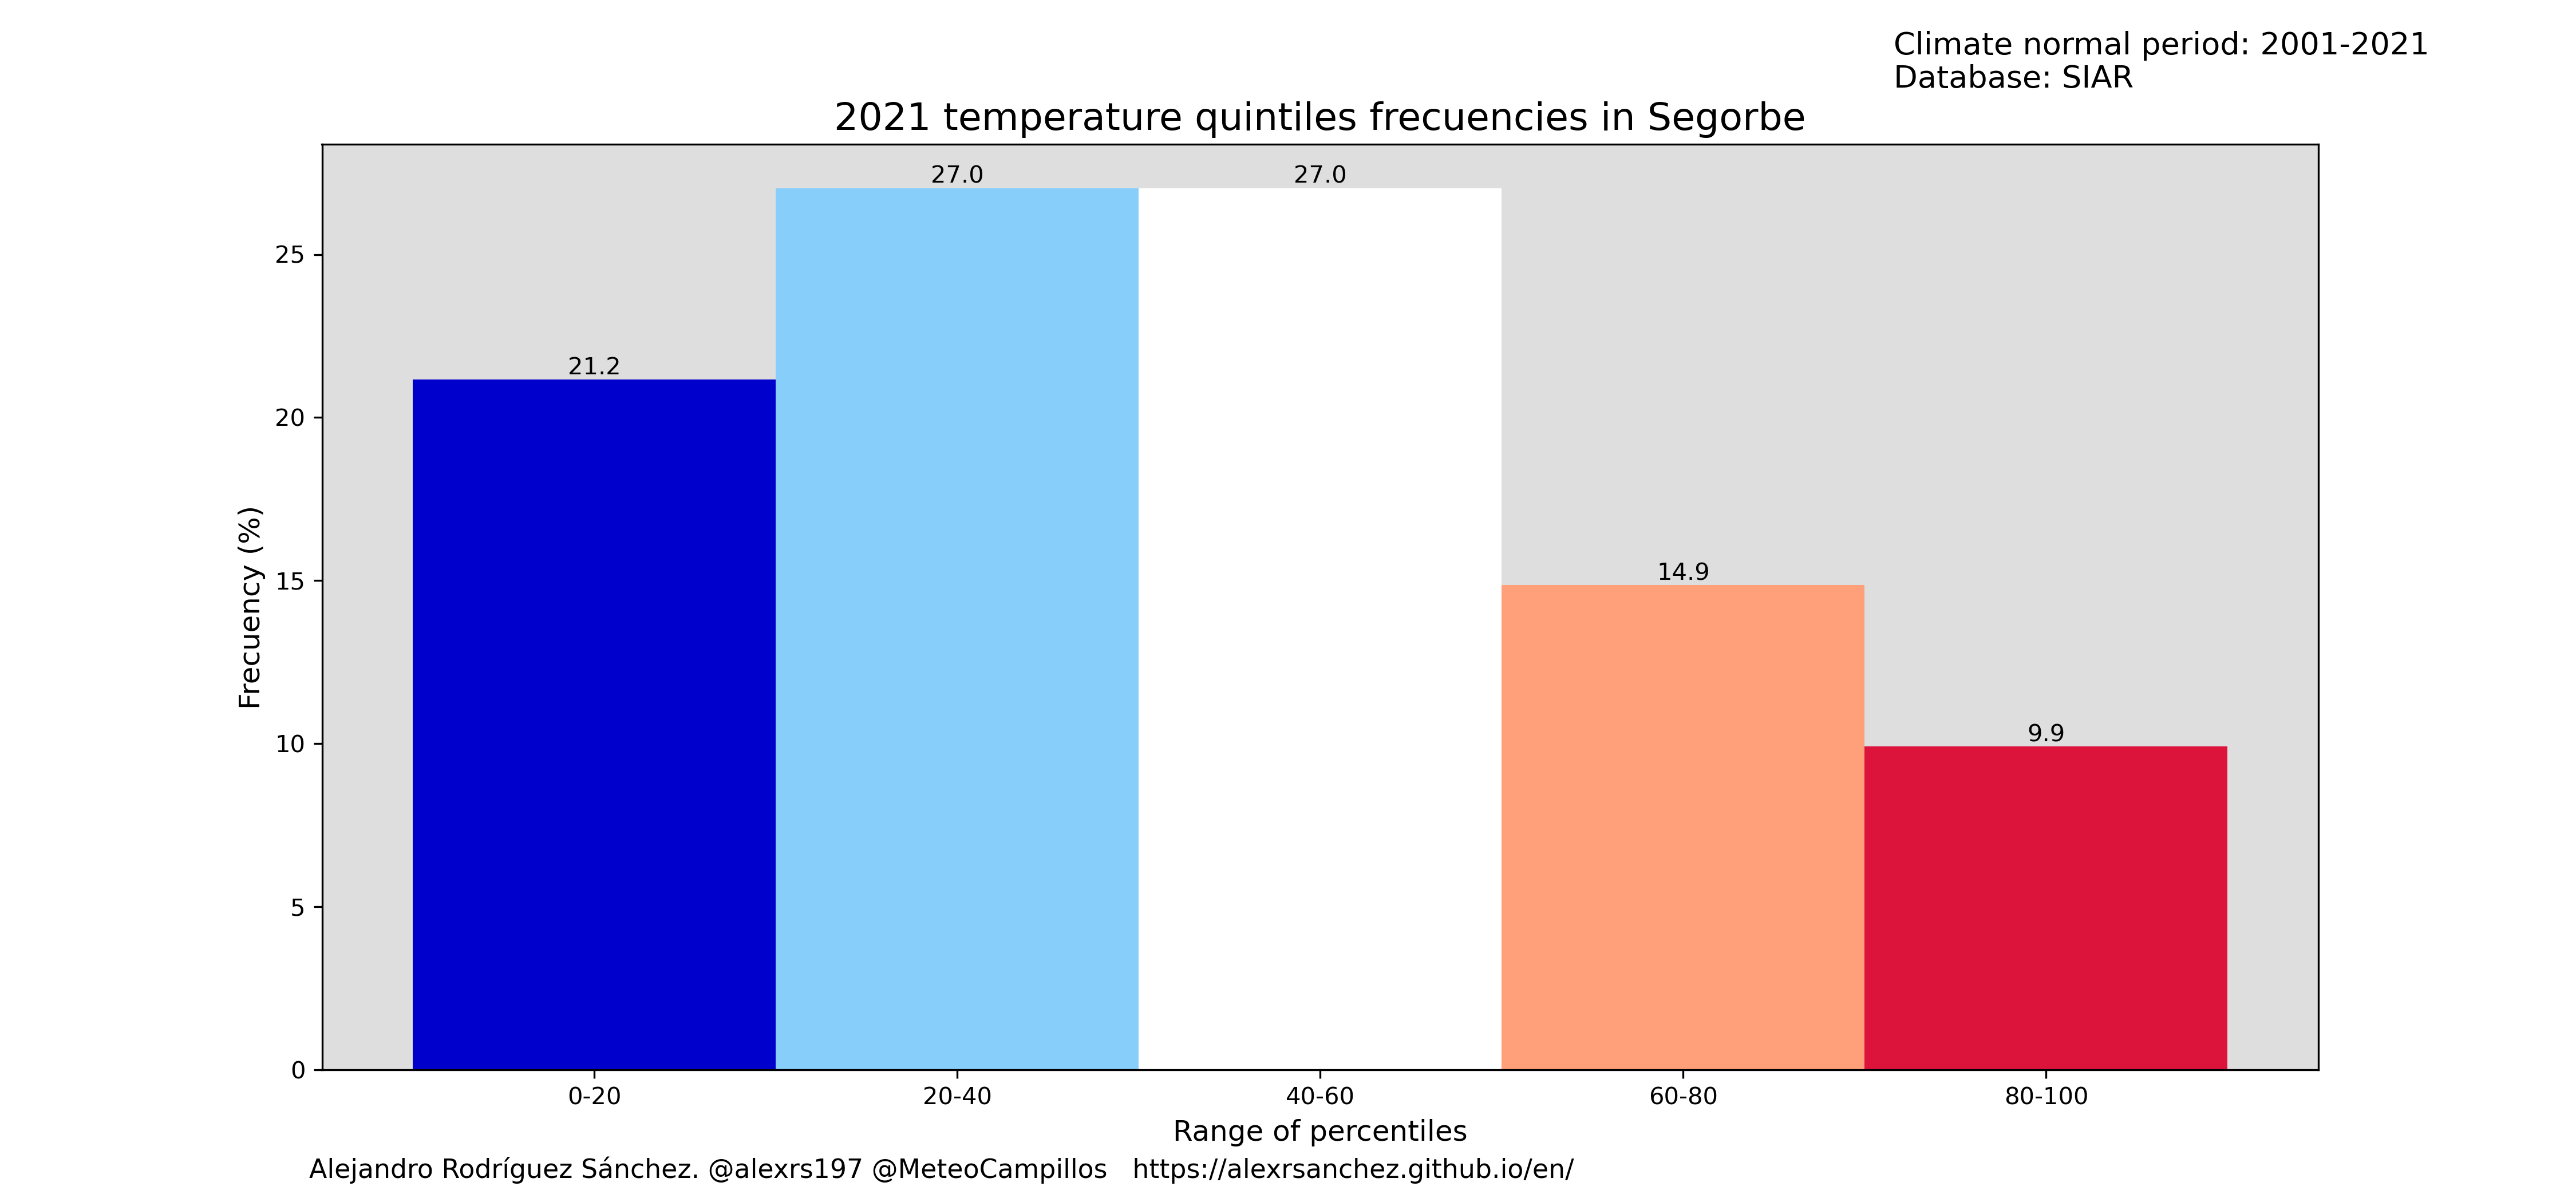 Climate normal period: 2001-2021
Database: SIAR
2021 temperature quintiles frecuencies in Segorbe
27.0
27.0
25
21.2
20
Frecuency (%)
15
14.9
10
9.9
5
0
0-20
20-40
40-60
60-80
80-100
Range of percentiles
Alejandro Rodríguez Sánchez. @alexrs197 @MeteoCampillos   https://alexrsanchez.github.io/en/